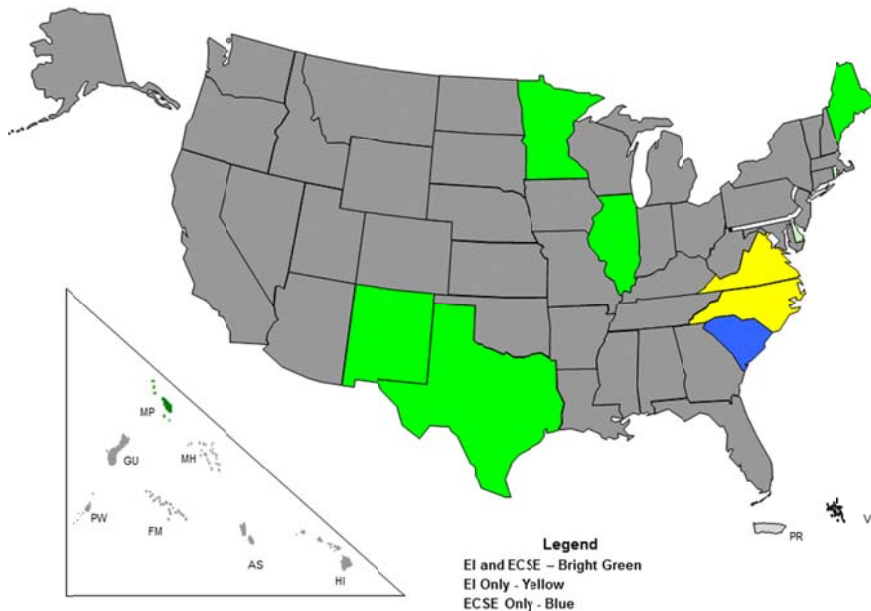 MP
GU
MH
PW
FM
AS
HI
PR
V
Legend
EI and ECSE – Bright Green
EI Only - Yellow
ECSE Only - Blue